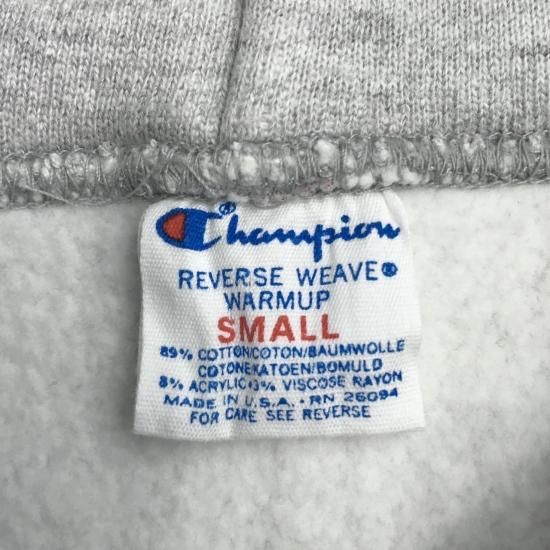 Champion®
REVERSE WEAVE®
WARMUP
SMALL
89% COTTON/COTON/BAUMWOLLE
COTONE/KATOEN/BOMULD
8% ACRYLIC·3% VISCOSE RAYON
MADE IN U.S.A. · RN 26094
FOR CARE SEE REVERSE